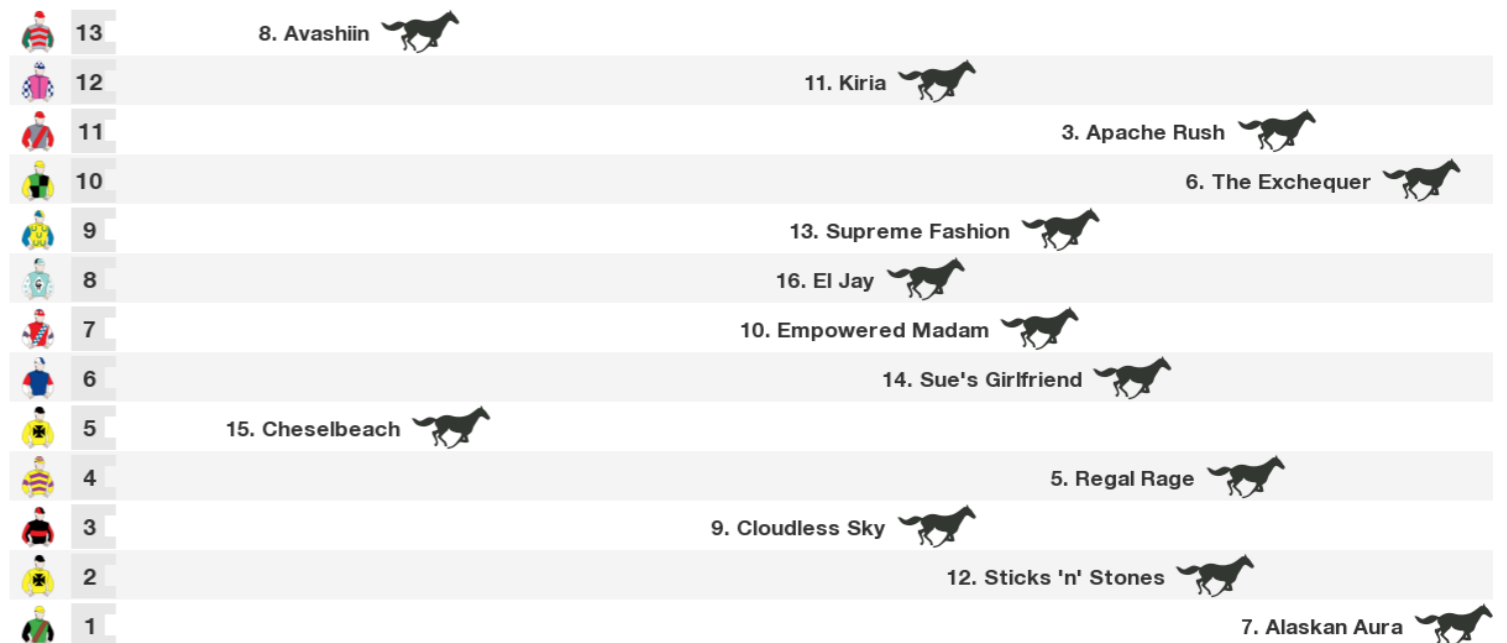 13 8. Avashiin
12 11. Kiria
11 3. Apache Rush
10 6. The Exchequer
9 13. Supreme Fashion
8 16. El Jay
7 10. Empowered Madam
6 14. Sue's Girlfriend
5 15. Cheselbeach
4 5. Regal Rage
3 9. Cloudless Sky
2 12. Sticks 'n' Stones
1 7. Alaskan Aura